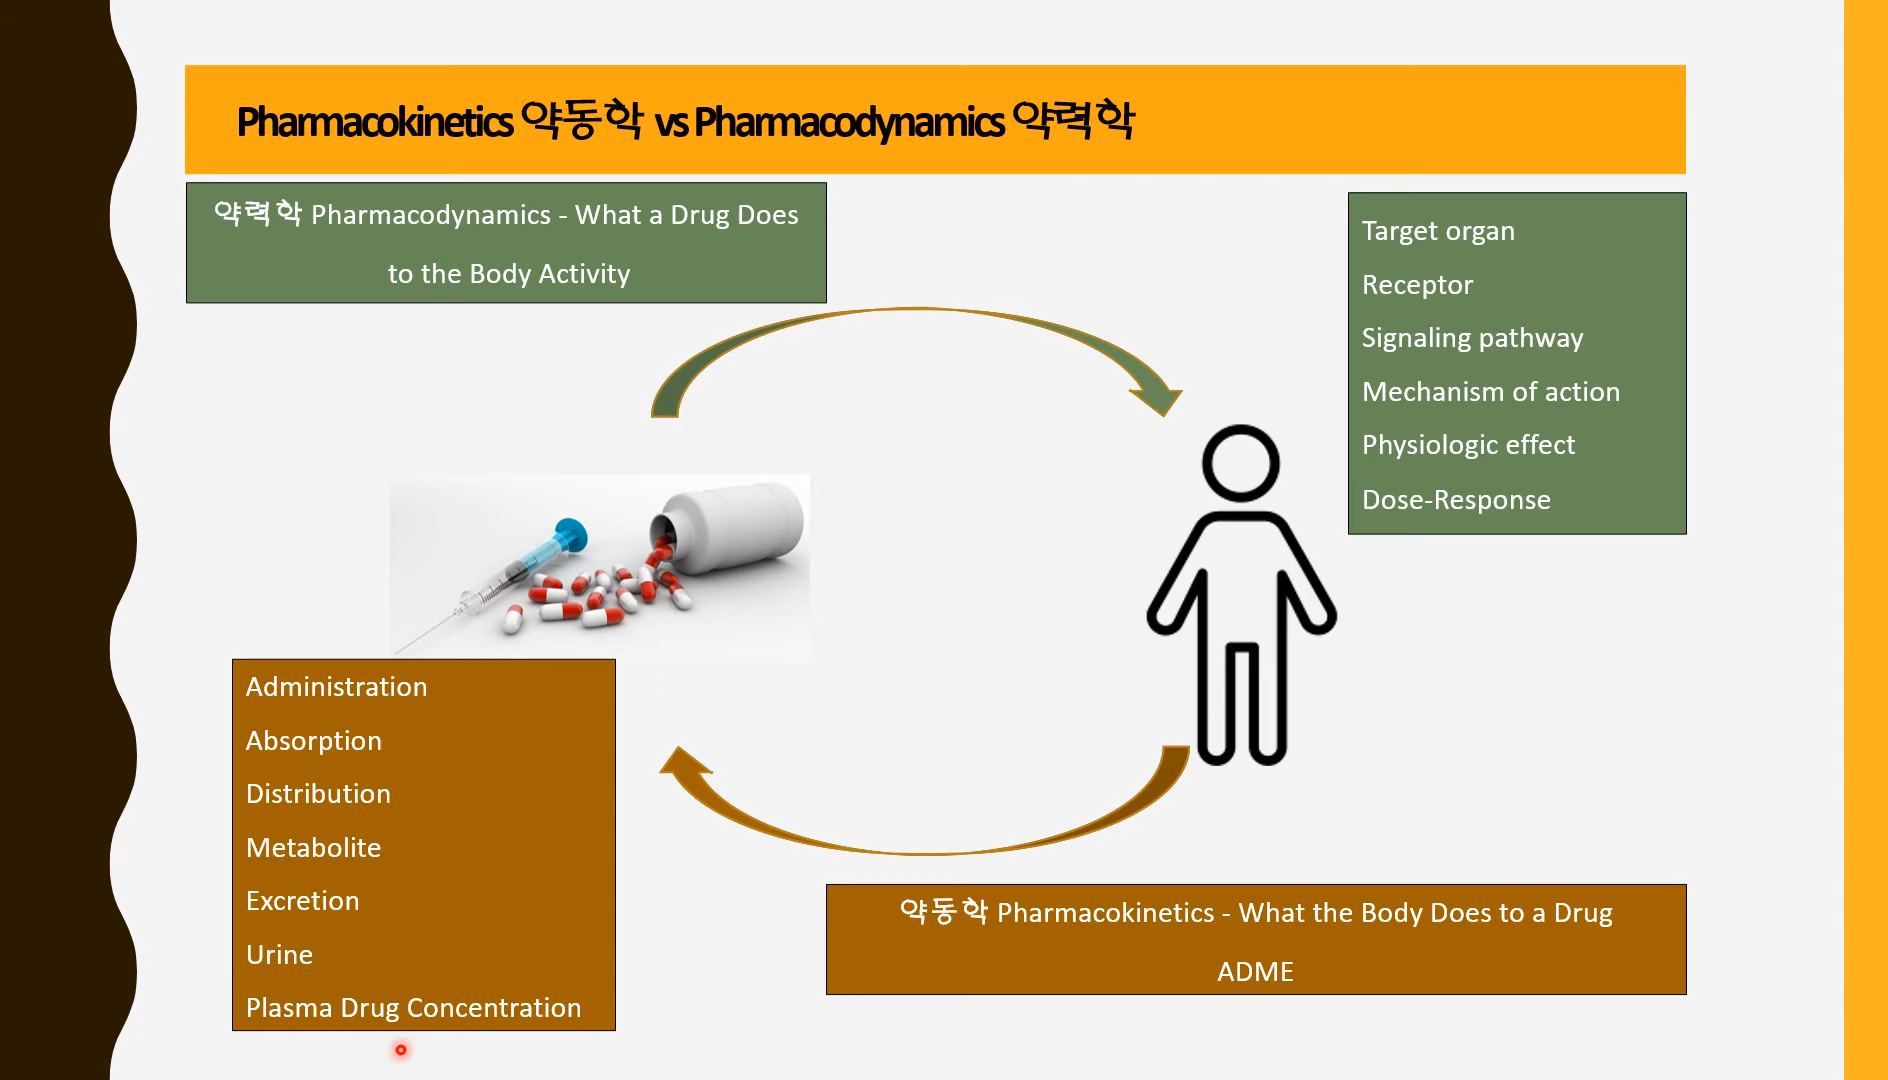 Pharmacokinetics 약동학 vs Pharmacodynamics 약력학
약력학 Pharmacodynamics - What a Drug Does
to the Body Activity
Target organ
Receptor
Signaling pathway
Mechanism of action
Physiologic effect
Dose-Response
Administration
Absorption
Distribution
Metabolite
Excretion
Urine
Plasma Drug Concentration
약동학 Pharmacokinetics - What the Body Does to a Drug
ADME